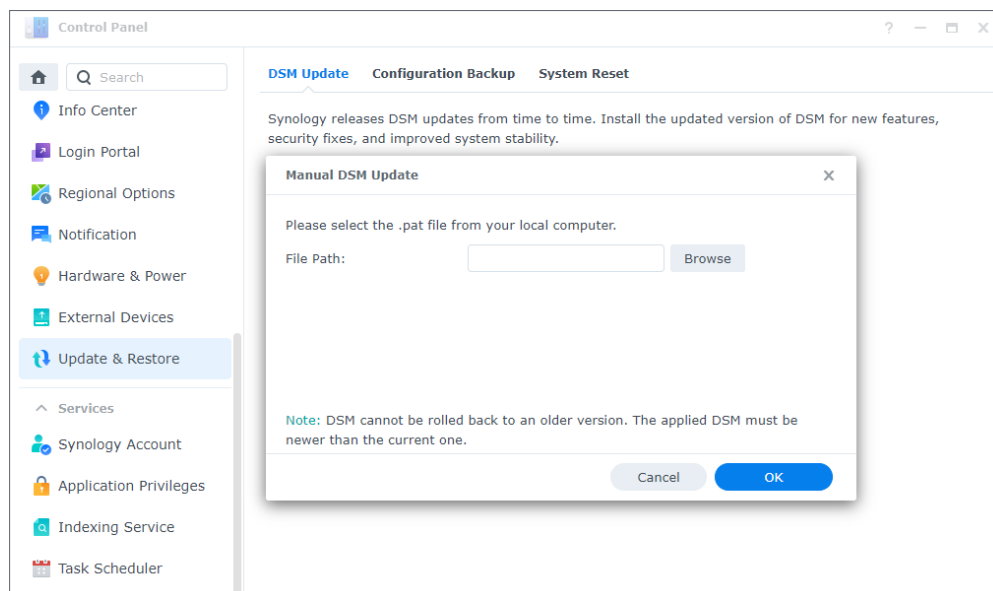 Control Panel
Search
Info Center
Login Portal
Regional Options
Notification
Hardware & Power
External Devices
Update & Restore
Services
Synology Account
Application Privileges
Indexing Service
Task Scheduler
DSM Update Configuration Backup System Reset
Synology releases DSM updates from time to time. Install the updated version of DSM for new features,
security fixes, and improved system stability.
Manual DSM Update
Please select the .pat file from your local computer.
File Path: Browse
Note: DSM cannot be rolled back to an older version. The applied DSM must be
newer than the current one.
Cancel OK